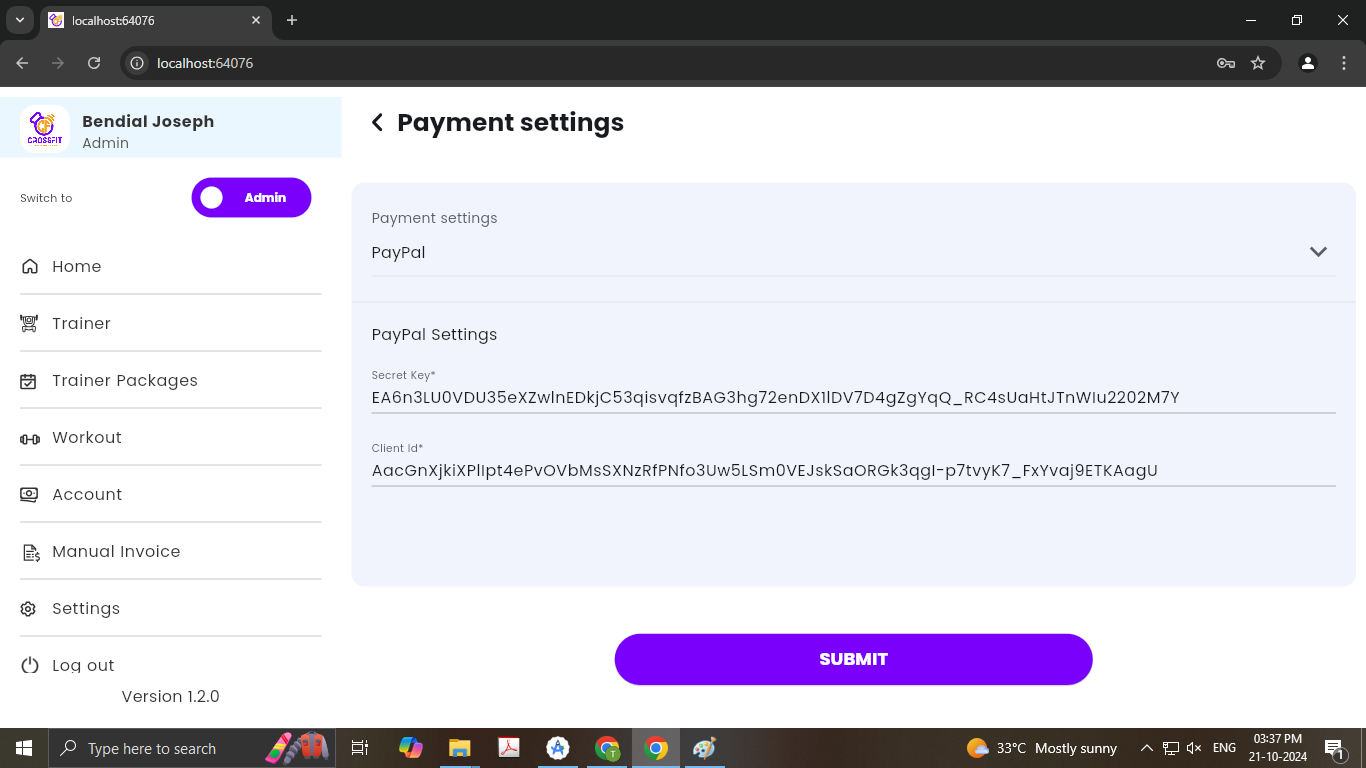 localhost:64076
localhost:64076
Bendial Joseph
Admin
CROSSFIT
Switch to
Admin
Home
Trainer
Trainer Packages
Workout
Account
Manual Invoice
Settings
Log out
Version 1.2.0
Payment settings
Payment settings
PayPal
PayPal Settings
Secret Key*
EA6n3LU0VDU35eXZwlnEDkjC53qisvqfzBAG3hg72enDX1lDV7D4gZgYqQ_RC4sUaHtJTnWIu2202M7Y
Client Id*
AacGnXjkiXPlIpt4ePvOVbMsSXNzRfPNfo3Uw5LSm0VEJskSaORGk3qgI-p7tvyK7_FxYvaj9ETKAagU
SUBMIT
Type here to search
33°C Mostly sunny
ENG
03:37 PM
21-10-2024
1